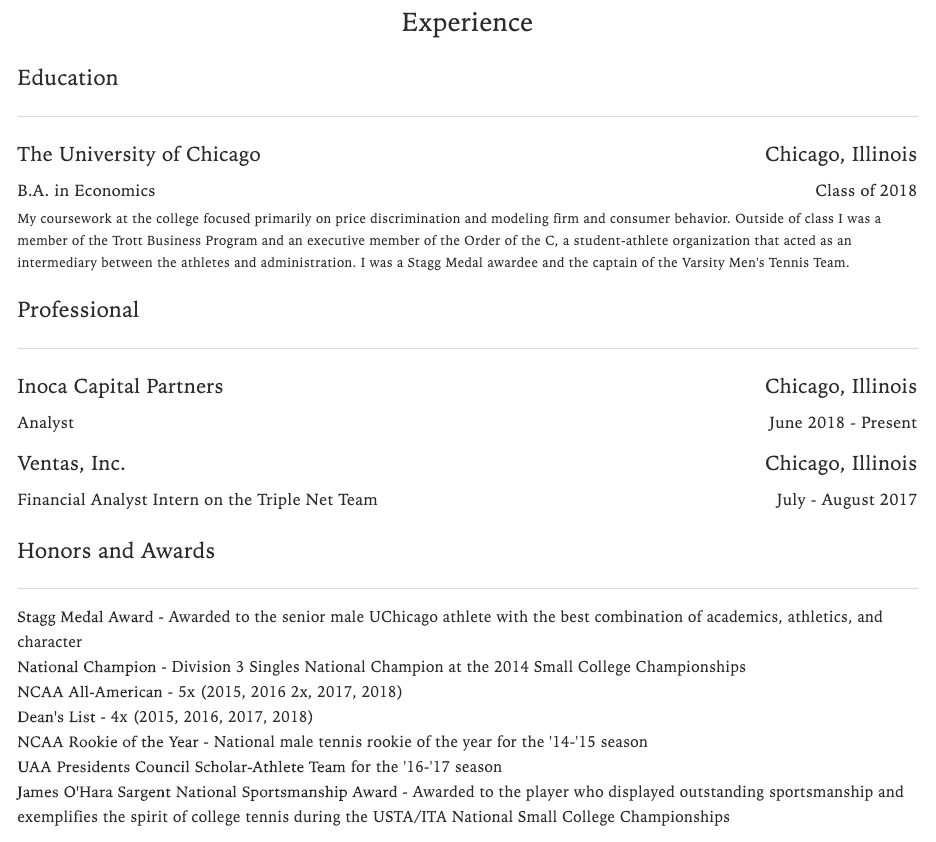 Experience
Education
The University of Chicago
Chicago, Illinois
B.A. in Economics
Class of 2018
My coursework at the college focused primarily on price discrimination and modeling firm and consumer behavior. Outside of class I was a
member of the Trott Business Program and an executive member of the Order of the C, a student-athlete organization that acted as an
intermediary between the athletes and administration. I was a Stagg Medal awardee and the captain of the Varsity Men's Tennis Team.
Professional
Inoca Capital Partners
Chicago, Illinois
Analyst
June 2018 - Present
Ventas, Inc.
Chicago, Illinois
Financial Analyst Intern on the Triple Net Team
July - August 2017
Honors and Awards
Stagg Medal Award - Awarded to the senior male UChicago athlete with the best combination of academics, athletics, and
character
National Champion - Division 3 Singles National Champion at the 2014 Small College Championships
NCAA All-American - 5x (2015, 2016 2x, 2017, 2018)
Dean's List - 4x (2015, 2016, 2017, 2018)
NCAA Rookie of the Year - National male tennis rookie of the year for the '14-'15 season
UAA Presidents Council Scholar-Athlete Team for the '16-'17 season
James O'Hara Sargent National Sportsmanship Award - Awarded to the player who displayed outstanding sportsmanship and
exemplifies the spirit of college tennis during the USTA/ITA National Small College Championships